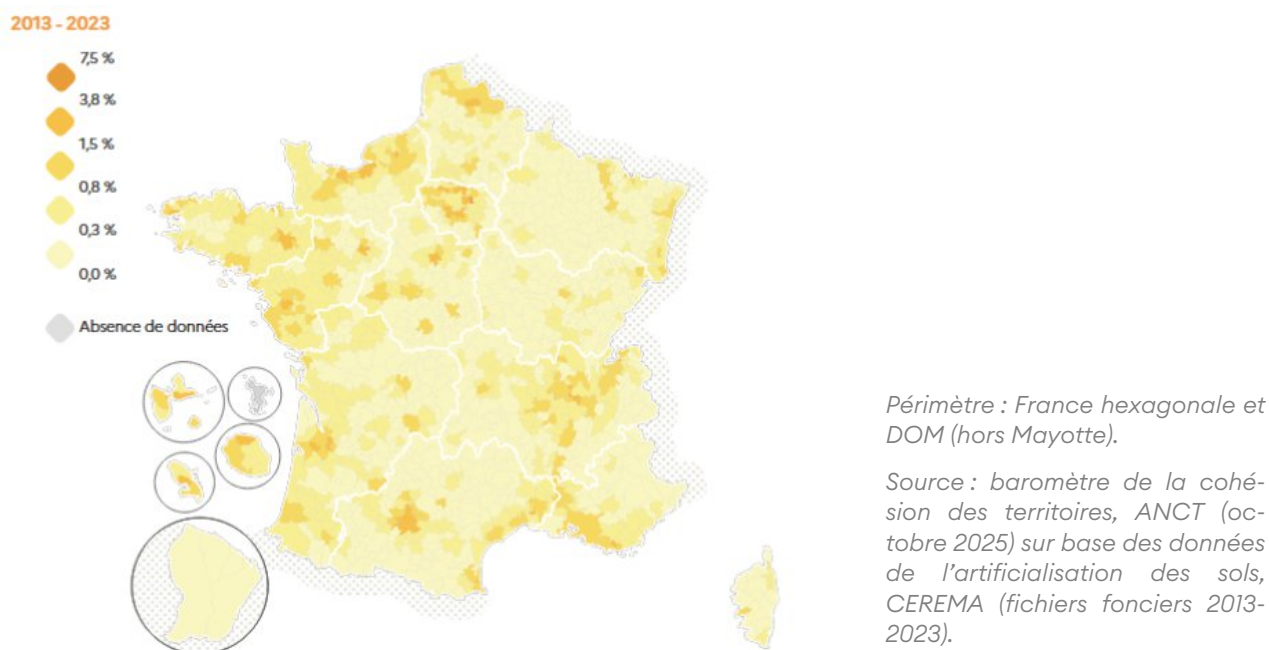 2013 - 2023
7,5 %
3,8 %
1,5 %
0,8 %
0,3 %
0,0 %
Absence de données
Périmètre : France hexagonale et
DOM (hors Mayotte).
Source : baromètre de la cohé-
sion des territoires, ANCT (oc-
tobre 2025) sur base des données
de l’artificialisation des sols,
CEREMA (fichiers fonciers 2013-
2023).